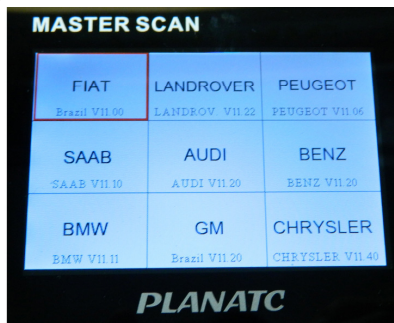 MASTER SCAN
FIAT LANDROVER PEUGEOT
Brazil V11.00 LANDROV. V11.22 PEUGEOT V11.06
SAAB AUDI BENZ
SAAB V11.10 AUDI V11.20 BENZ V11.20
BMW GM CHRYSLER
BMW V11.11 Brazil V11.20 CHRYSLER V11.40
PLANATC